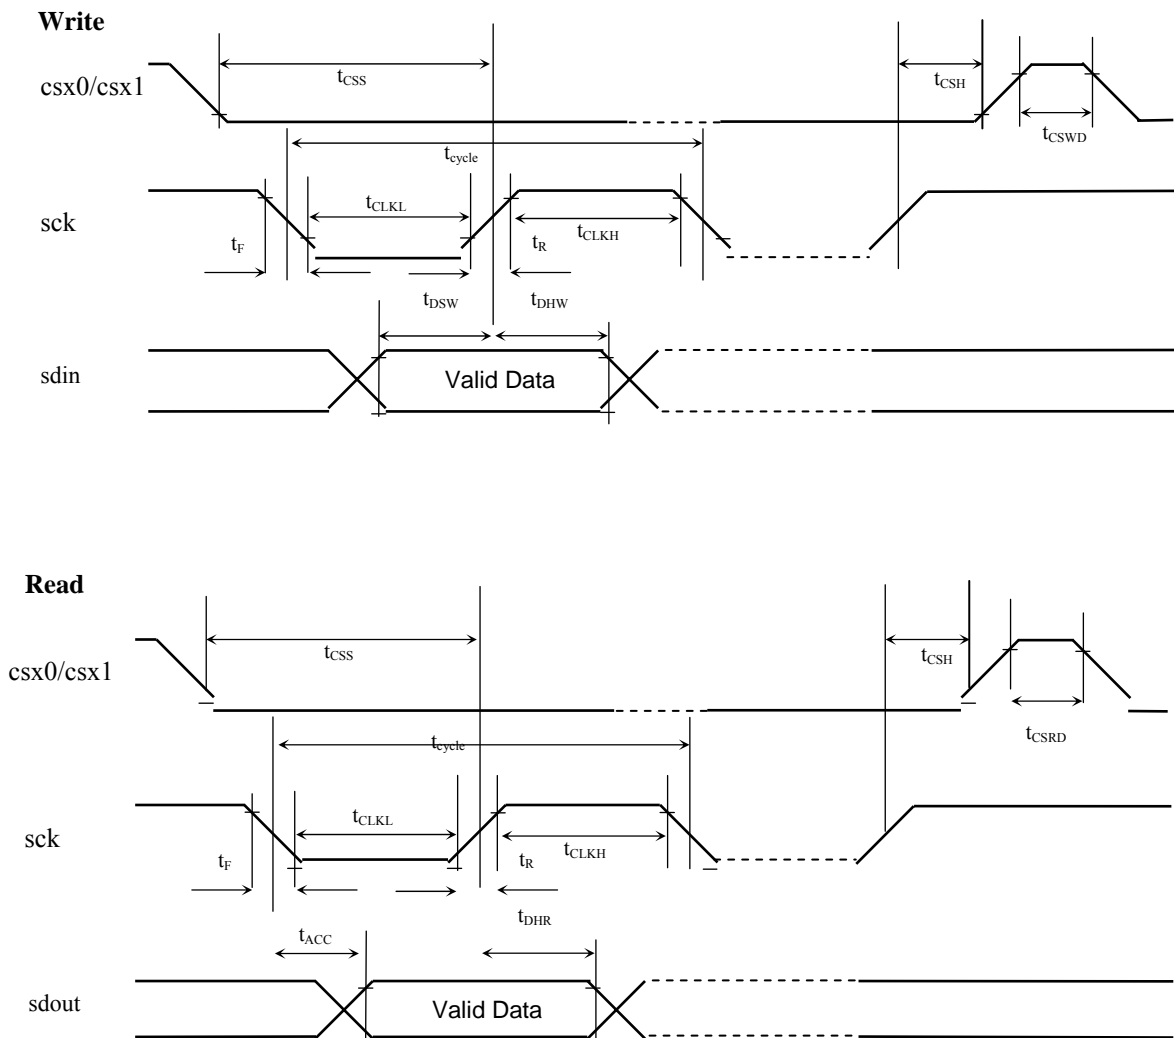 Write
csx0/csx1
tCSS
tCSH
tCSWD
tcycle
sck
tCLKL
tF
tR
tCLKH
tDSW
tDHW
sdin
Valid Data
Read
csx0/csx1
tCSS
tCSH
tCSRD
tcycle
sck
tCLKL
tF
tR
tCLKH
tACC
tDHR
sdout
Valid Data